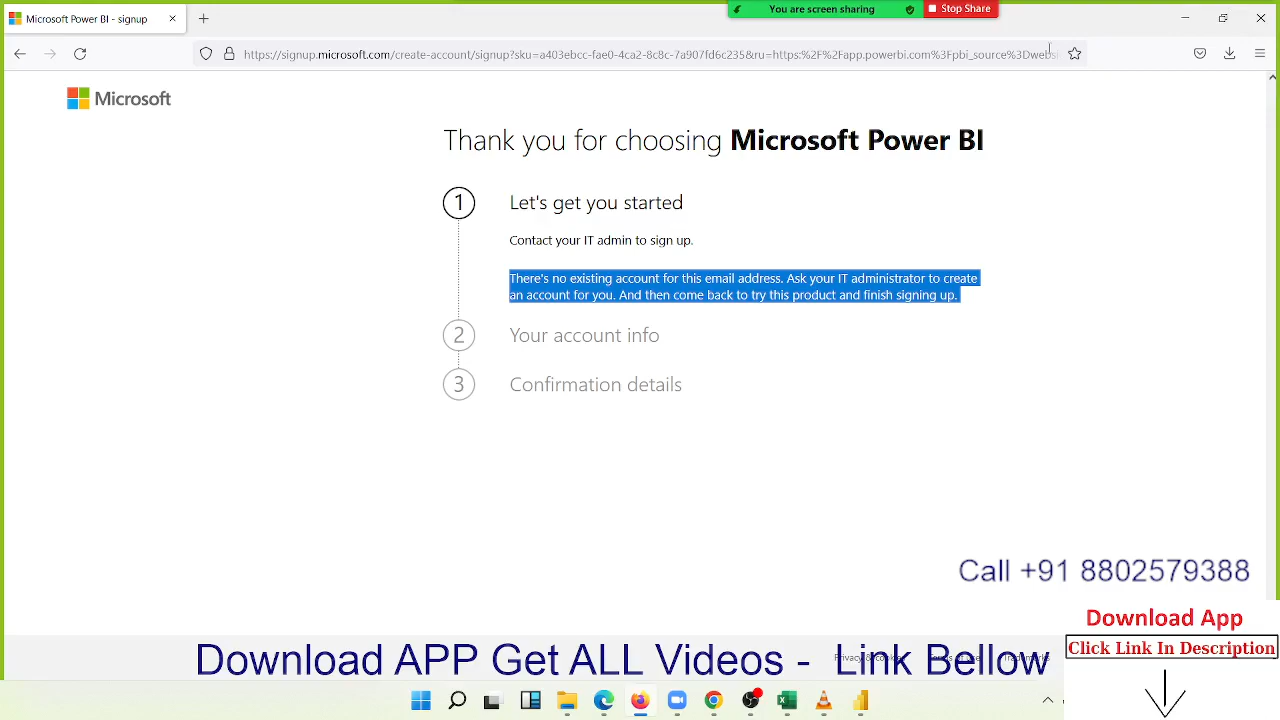 Microsoft Power BI - signup
You are screen sharing
Stop Share
https://signup.microsoft.com/create-account/signup?sku=a403ebcc-fae0-4ca2-8c8c-7a907fd6c235&ru=https:%2F%2Fapp.powerbi.com%3Fpbi_source%3Dwebs
Microsoft
Thank you for choosing Microsoft Power BI
1 Let's get you started
Contact your IT admin to sign up.
There's no existing account for this email address. Ask your IT administrator to create
an account for you. And then come back to try this product and finish signing up.
2 Your account info
3 Confirmation details
Call +91 8802579388
Download App
Click Link In Description
Download APP Get ALL Videos - Link Bellow